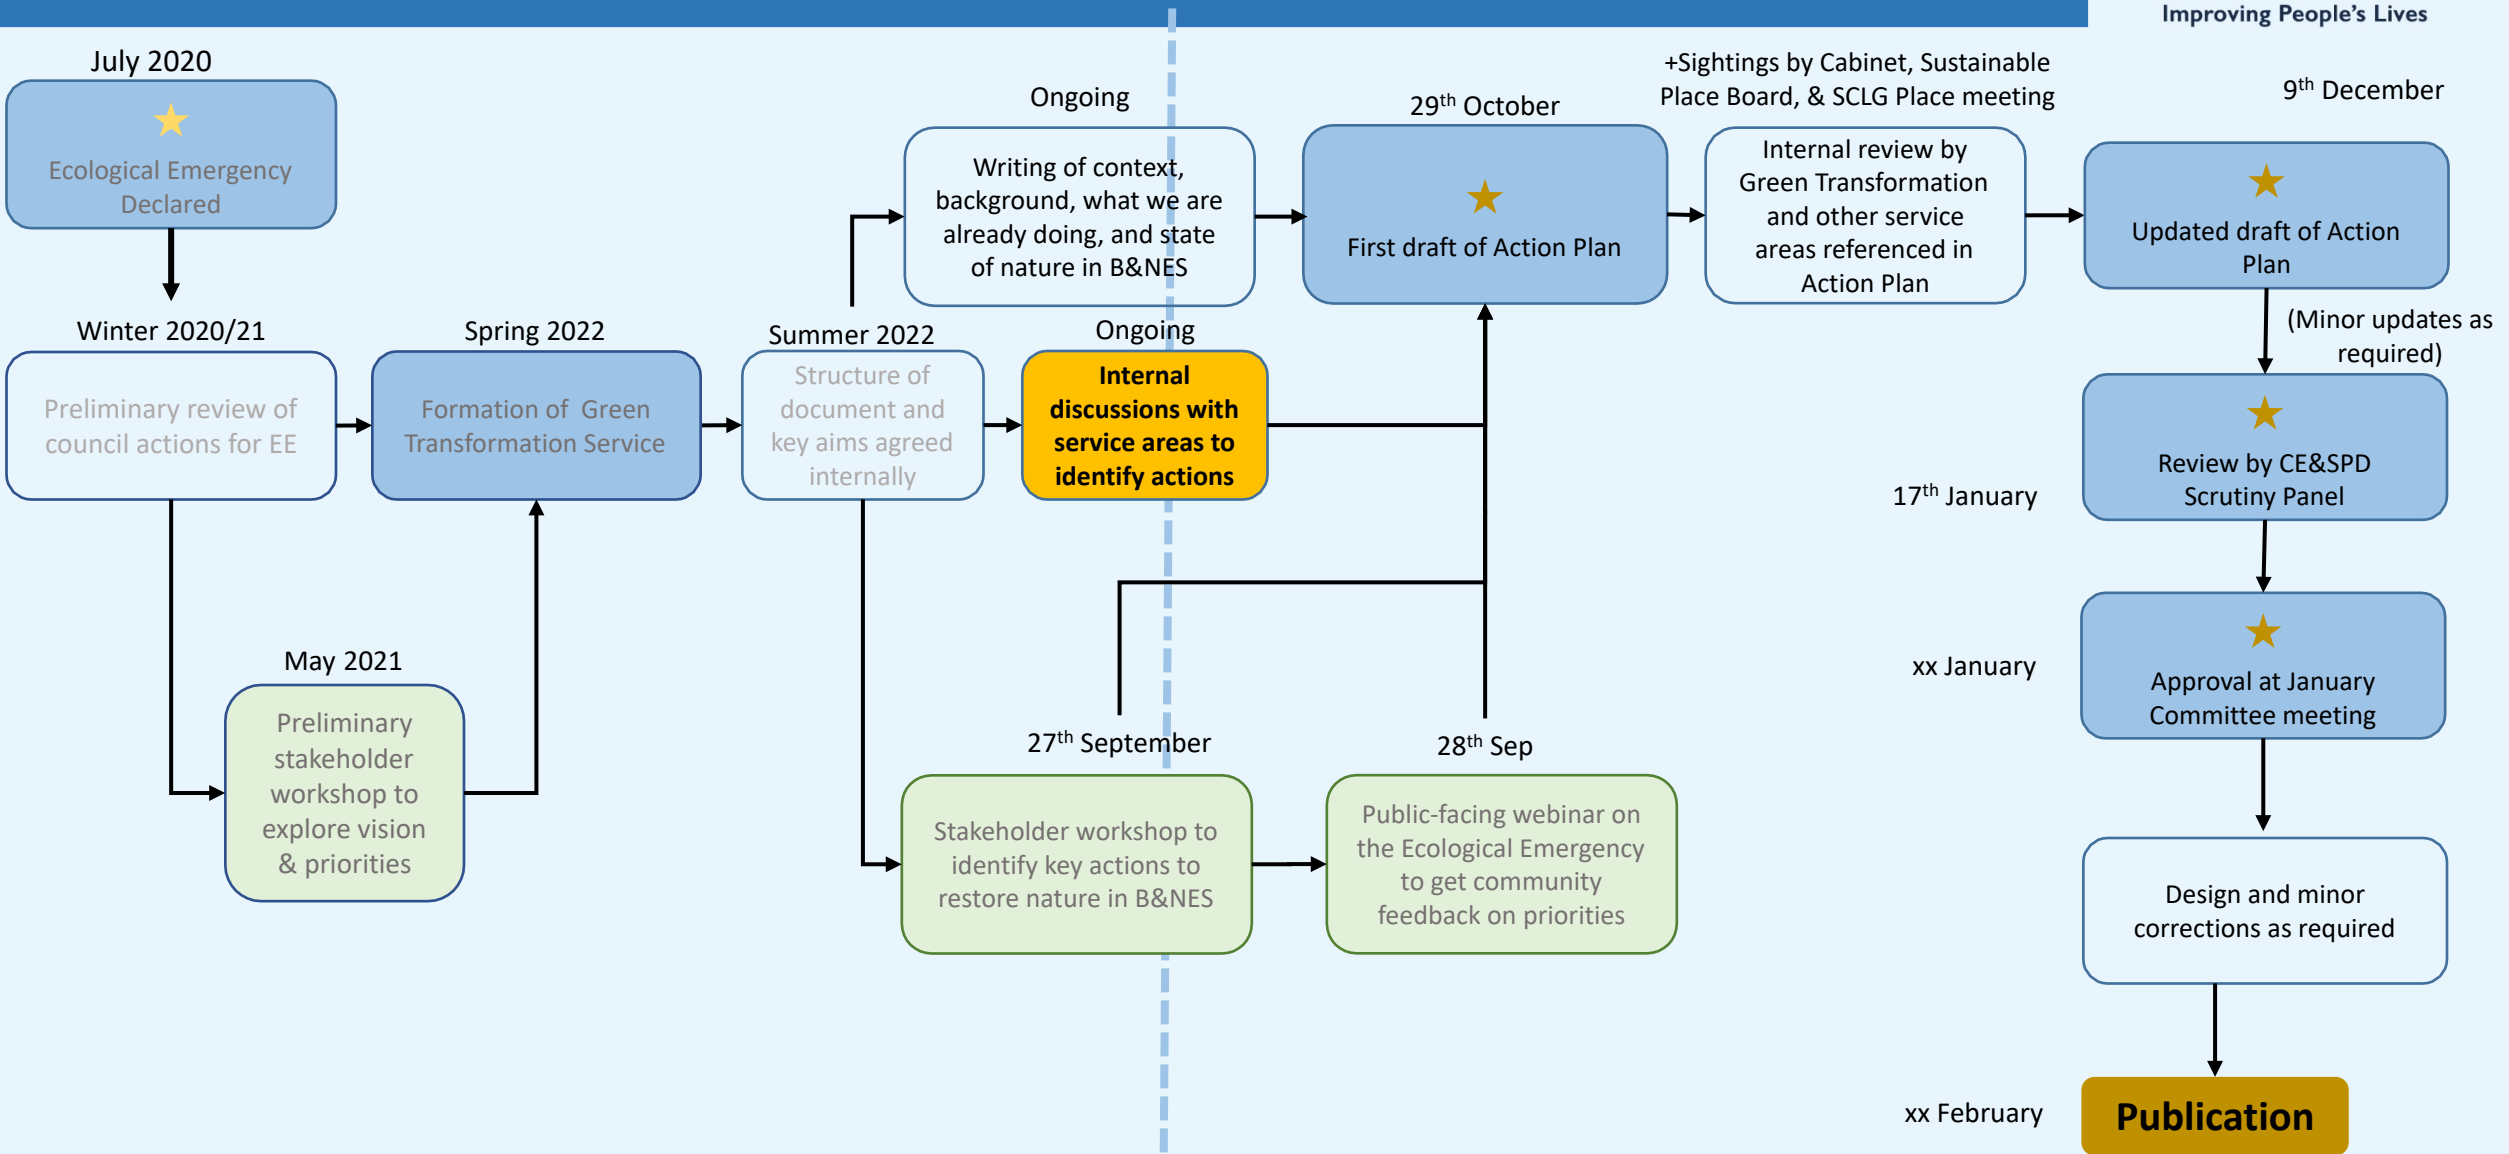 Improving People's Lives
July 2020
Ecological Emergency
Declared
Winter 2020/21
Preliminary review of
council actions for EE
May 2021
Preliminary
stakeholder
workshop to
explore vision
& priorities
Spring 2022
Formation of Green
Transformation Service
Summer 2022
Structure of
document and
key aims agreed
internally
Ongoing
Writing of context,
background, what we are
already doing, and state
of nature in B&NES
Ongoing
Internal
discussions with
service areas to
identify actions
27th September
Stakeholder workshop to
identify key actions to
restore nature in B&NES
28th Sep
Public-facing webinar on
the Ecological Emergency
to get community
feedback on priorities
29th October
First draft of Action Plan
+Sightings by Cabinet, Sustainable
Place Board, & SCLG Place meeting
Internal review by
Green Transformation
and other service
areas referenced in
Action Plan
9th December
Updated draft of Action
Plan
(Minor updates as
required)
17th January
Review by CE&SPD
Scrutiny Panel
xx January
Approval at January
Committee meeting
Design and minor
corrections as required
xx February
Publication